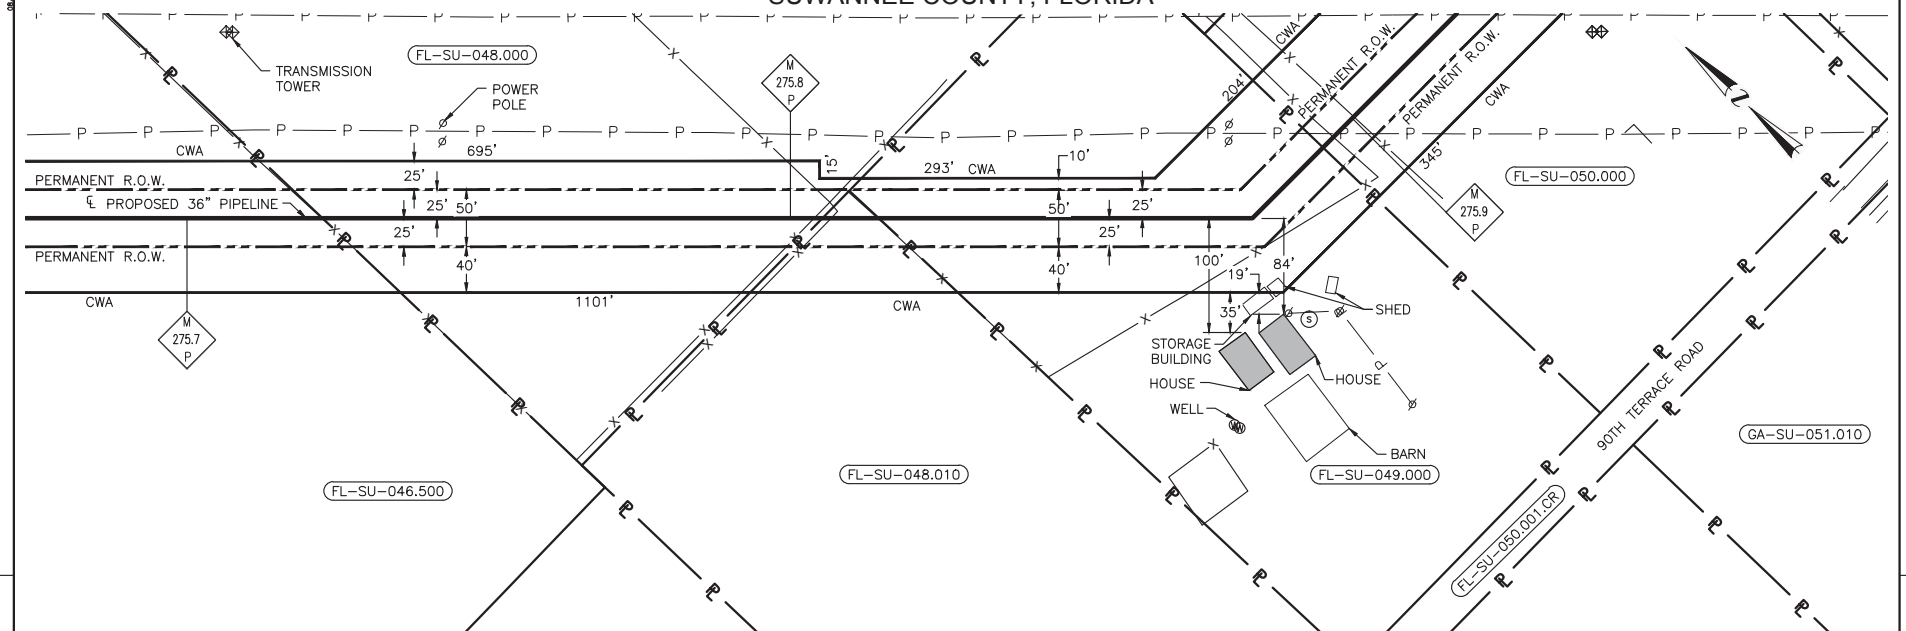 SUWANNEE COUNTY, FLORIDA
TRANSMISSION
TOWER
FL-SU-048.000
POWER
POLE
M
275.8
P
CWA
204'
PERMANENT R.O.W.
PERMANENT R.O.W.
CWA
345'
N
CWA
695'
15'
293'
CWA
10'
FL-SU-050.000
PERMANENT R.O.W.
25'
℄ PROPOSED 36" PIPELINE
25'
50'
25'
50'
25'
25'
M
275.9
P
PERMANENT R.O.W.
40'
40'
100'
84'
19'
CWA
1101'
CWA
35'
SHED
S
M
275.7
P
STORAGE
BUILDING
HOUSE
HOUSE
WELL
W
BARN
90TH TERRACE ROAD
GA-SU-051.010
FL-SU-046.500
FL-SU-048.010
FL-SU-049.000
FL-SU-050.001.CR